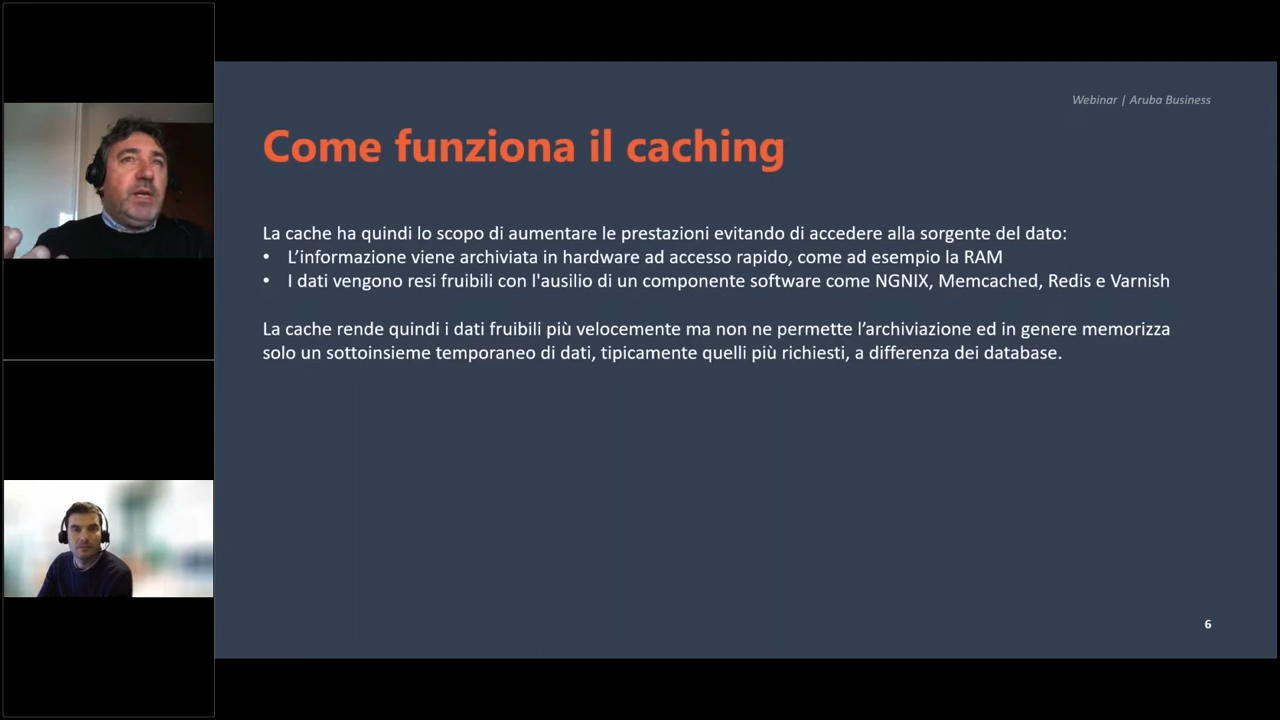 Webinar | Aruba Business
Come funziona il caching
La cache ha quindi lo scopo di aumentare le prestazioni evitando di accedere alla sorgente del dato:
• L’informazione viene archiviata in hardware ad accesso rapido, come ad esempio la RAM
• I dati vengono resi fruibili con l'ausilio di un componente software come NGNIX, Memcached, Redis e Varnish
La cache rende quindi i dati fruibili più velocemente ma non ne permette l’archiviazione ed in genere memorizza
solo un sottoinsieme temporaneo di dati, tipicamente quelli più richiesti, a differenza dei database.
6